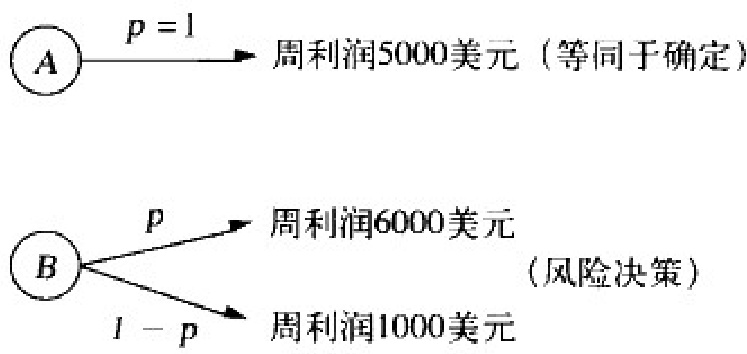 p = 1
A
周利润5000美元（等同于确定）
p
周利润6000美元
B
（风险决策）
1 - p
周利润1000美元